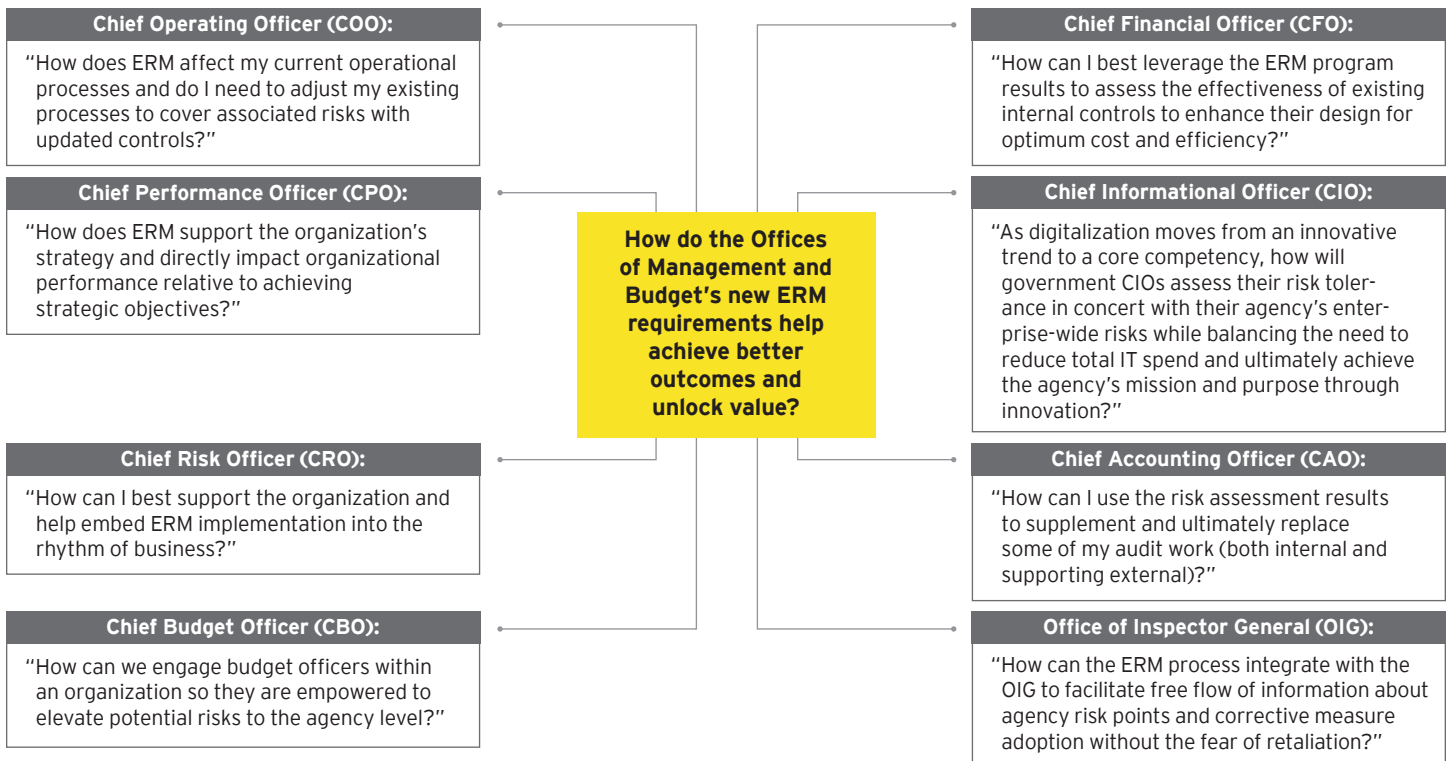 Chief Operating Officer (COO):
“How does ERM affect my current operational
processes and do I need to adjust my existing
processes to cover associated risks with
updated controls?”
Chief Performance Officer (CPO):
“How does ERM support the organization’s
strategy and directly impact organizational
performance relative to achieving
strategic objectives?”
Chief Risk Officer (CRO):
“How can I best support the organization and
help embed ERM implementation into the
rhythm of business?”
Chief Budget Officer (CBO):
“How can we engage budget officers within
an organization so they are empowered to
elevate potential risks to the agency level?”
How do the Offices
of Management and
Budget’s new ERM
requirements help
achieve better
outcomes and
unlock value?
Chief Financial Officer (CFO):
“How can I best leverage the ERM program
results to assess the effectiveness of existing
internal controls to enhance their design for
optimum cost and efficiency?”
Chief Informational Officer (CIO):
“As digitalization moves from an innovative
trend to a core competency, how will
government CIOs assess their risk toler-
ance in concert with their agency’s enter-
prise-wide risks while balancing the need to
reduce total IT spend and ultimately achieve
the agency’s mission and purpose through
innovation?”
Chief Accounting Officer (CAO):
“How can I use the risk assessment results
to supplement and ultimately replace
some of my audit work (both internal and
supporting external)?”
Office of Inspector General (OIG):
“How can the ERM process integrate with the
OIG to facilitate free flow of information about
agency risk points and corrective measure
adoption without the fear of retaliation?”